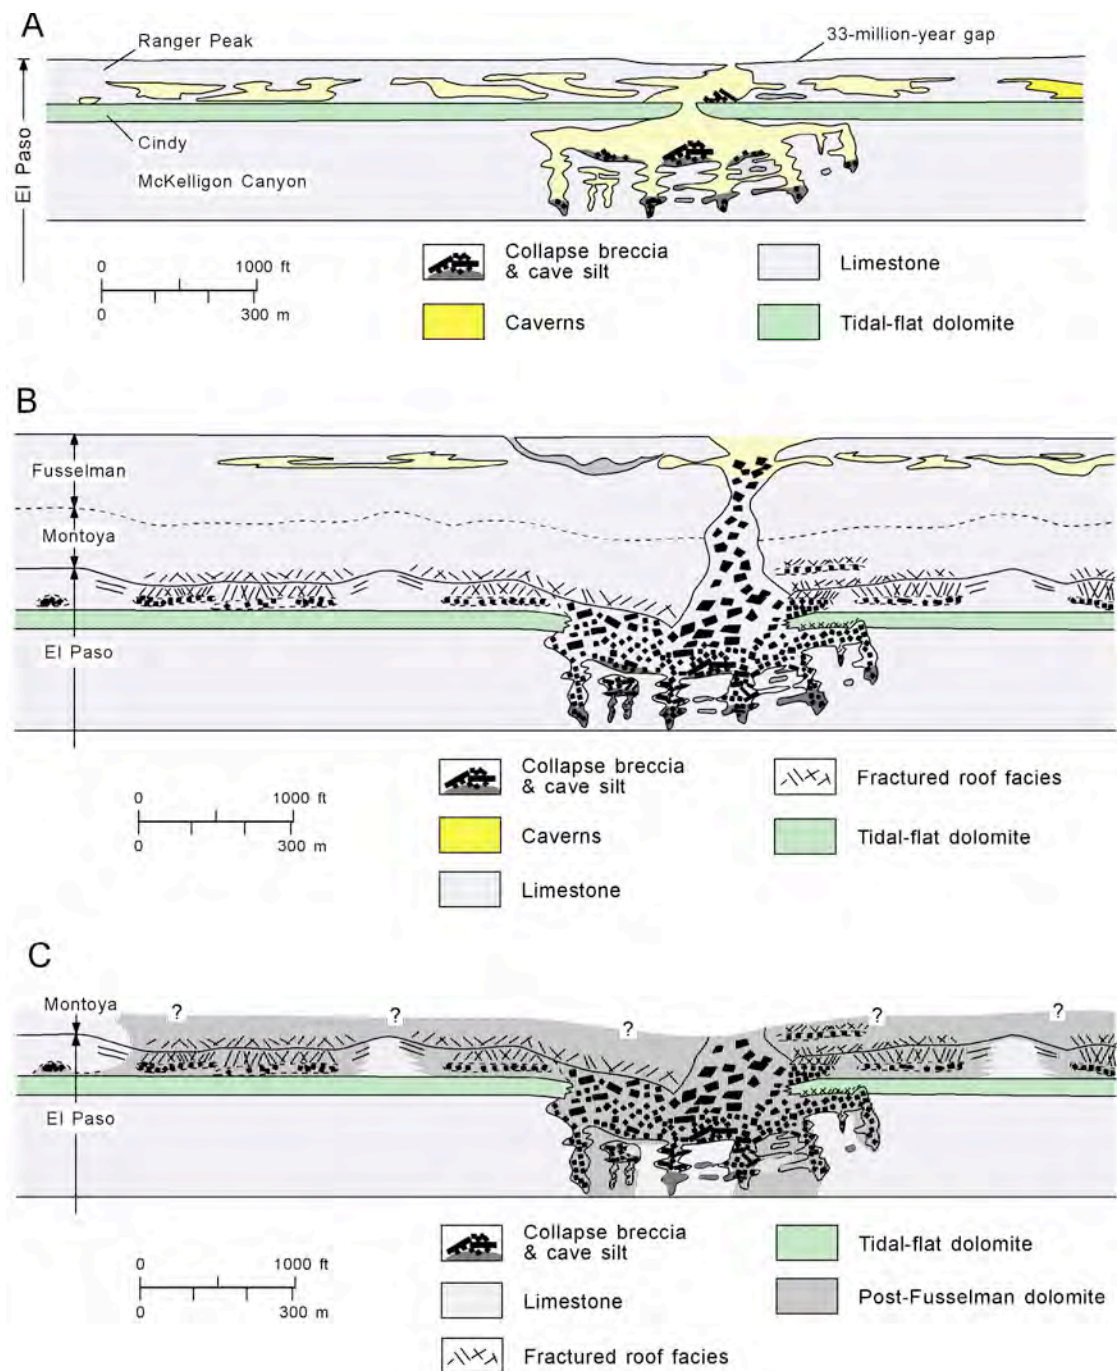 A
Ranger Peak
33-million-year gap
El Paso
Cindy
McKelligon Canyon
0 1000 ft
0 300 m
Collapse breccia
& cave silt
Limestone
Caverns
Tidal-flat dolomite
B
Fusselman
Montoya
El Paso
0 1000 ft
0 300 m
Collapse breccia
& cave silt
Fractured roof facies
Caverns
Tidal-flat dolomite
Limestone
C
Montoya
? ? ? ? ?
El Paso
0 1000 ft
0 300 m
Collapse breccia
& cave silt
Tidal-flat dolomite
Limestone
Post-Fusselman dolomite
Fractured roof facies